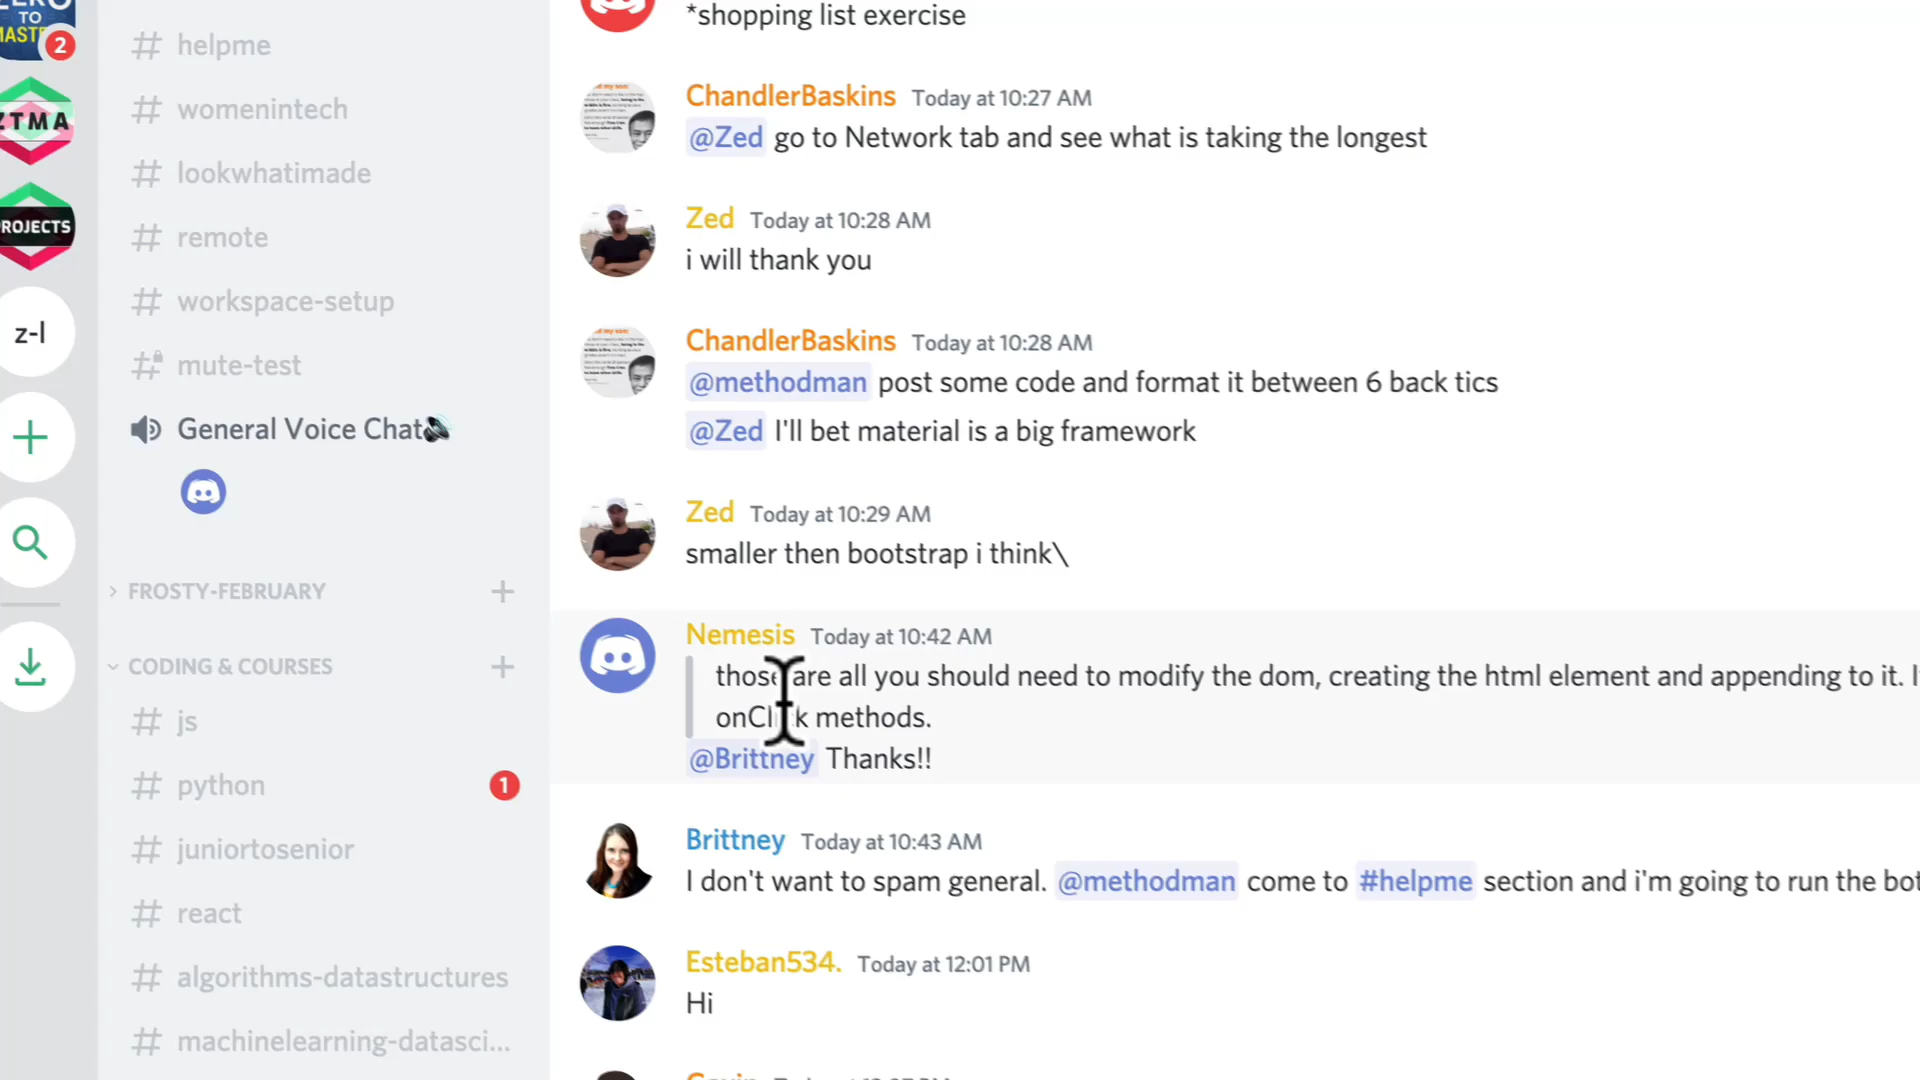 TO
2
ZTMA
ROJECTS
z-l
helpme
womenintech
lookwhatimade
remote
workspace-setup
mute-test
General Voice Chat
FROSTY-FEBRUARY
CODING & COURSES
js
python
1
juniortosenior
react
algorithms-datastructures
machinelearning-datasci...
*shopping list exercise
ChandlerBaskins Today at 10:27 AM
@Zed go to Network tab and see what is taking the longest
Zed Today at 10:28 AM
i will thank you
ChandlerBaskins Today at 10:28 AM
@methodman post some code and format it between 6 back tics
@Zed I'll bet material is a big framework
Zed Today at 10:29 AM
smaller then bootstrap i think\
Nemesis Today at 10:42 AM
those are all you should need to modify the dom, creating the html element and appending to it.
onClick methods.
@Brittney Thanks!!
Brittney Today at 10:43 AM
I don't want to spam general. @methodman come to #helpme section and i'm going to run the bot
Esteban534. Today at 12:01 PM
Hi